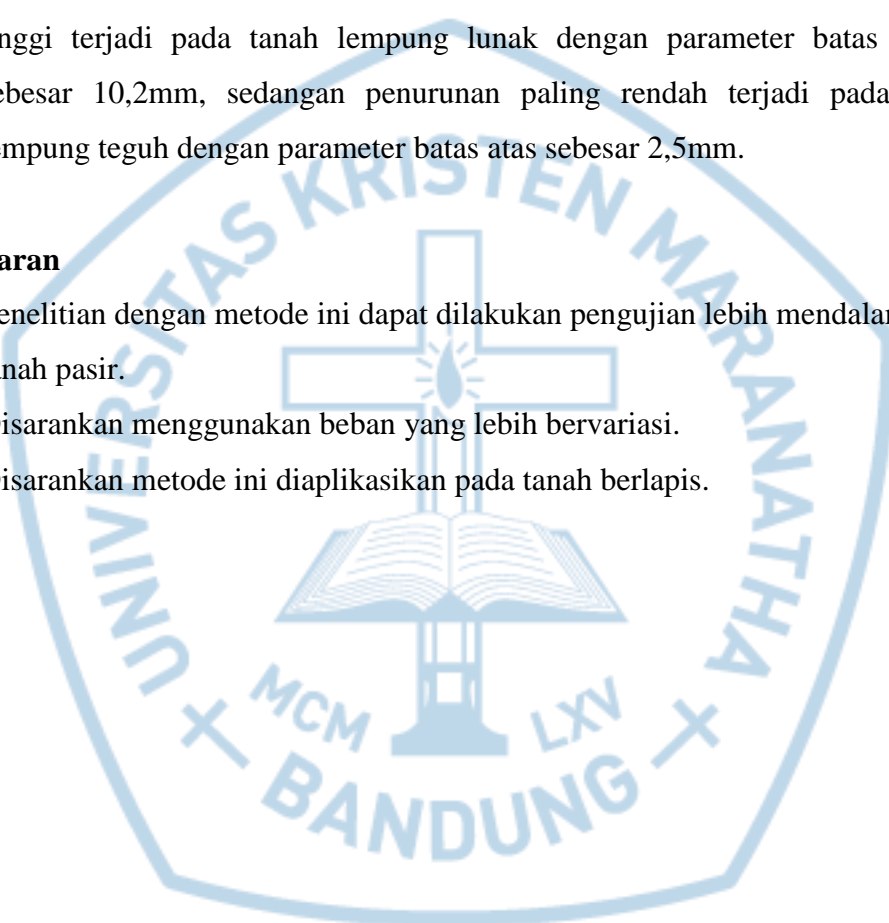 nggi terjadi pada tanah lempung lunak dengan parameter batas
ebesar 10,2mm, sedangan penurunan paling rendah terjadi pada
empung teguh dengan parameter batas atas sebesar 2,5mm.
aran
enelitian dengan metode ini dapat dilakukan pengujian lebih mendalam
anah pasir.
isarankan menggunakan beban yang lebih bervariasi.
isarankan metode ini diaplikasikan pada tanah berlapis.
UNIVERSITAS KRISTEN MARANATHA
MCM LXV
BANDUNG